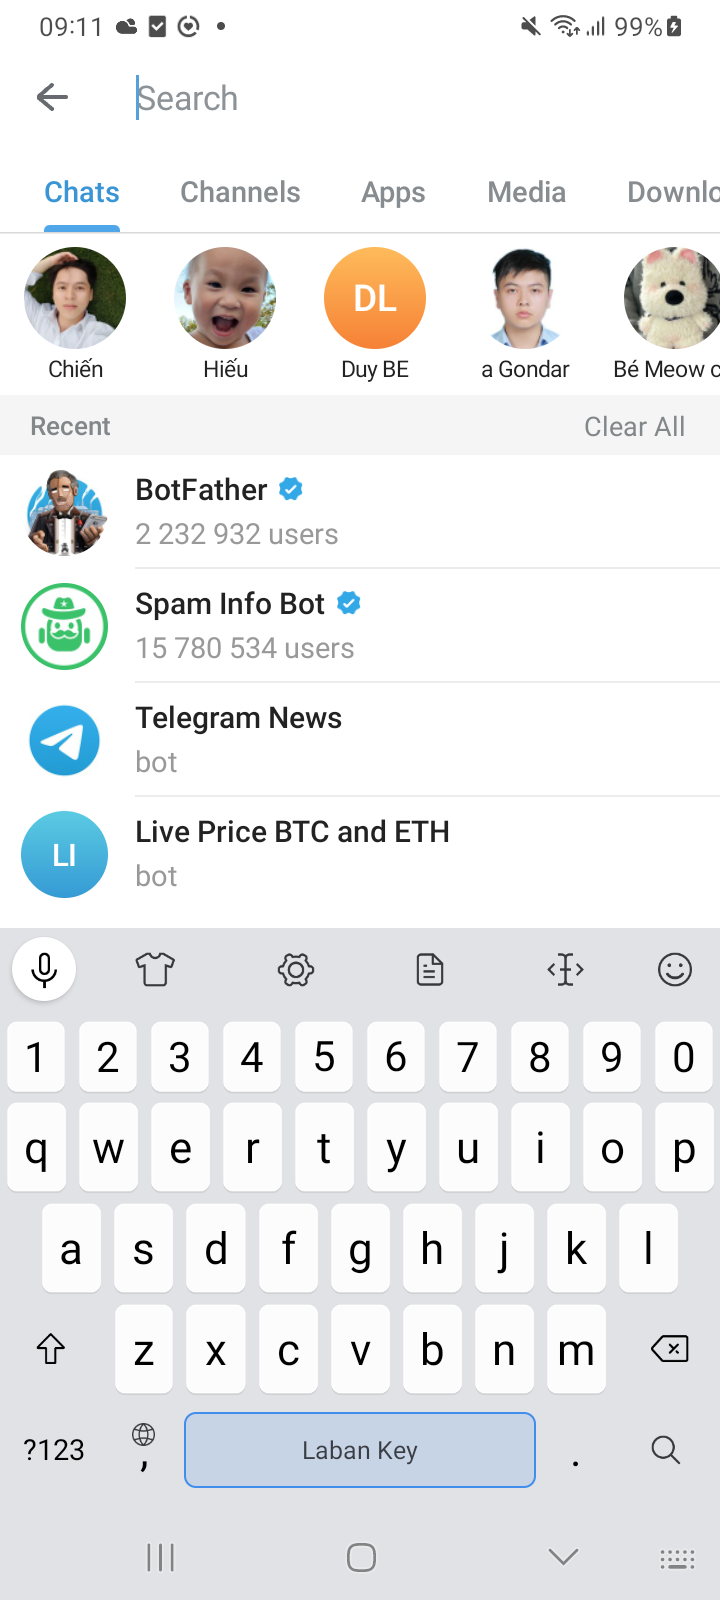 09:11 99%
Search
Chats Channels Apps Media Downlo
DL
Chiến Hiếu Duy BE a Gondar Bé Meow c
Recent Clear All
BotFather
2 232 932 users
Spam Info Bot
15 780 534 users
Telegram News
bot
LI
Live Price BTC and ETH
bot
1 2 3 4 5 6 7 8 9 0
q w e r t y u i o p
a s d f g h j k l
z x c v b n m
?123 , Laban Key .